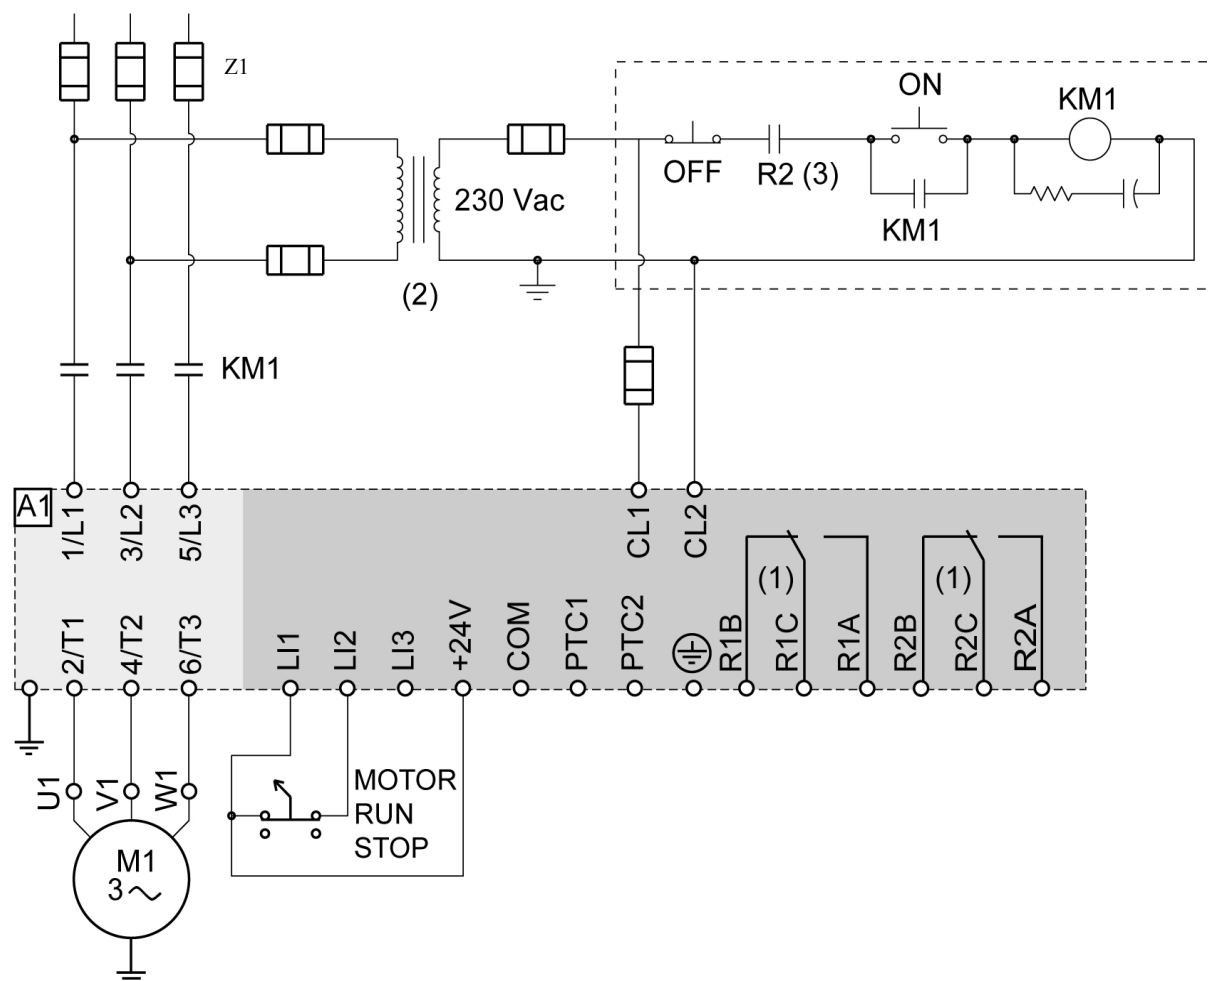 Z1
ON
KM1
OFF
R2 (3)
KM1
230 Vac
(2)
KM1
A1
1/L1
3/L2
5/L3
CL1
CL2
(1)
(1)
2/T1
4/T2
6/T3
LI1
LI2
LI3
+24V
COM
PTC1
PTC2
R1B
R1C
R1A
R2B
R2C
R2A
U1
V1
W1
MOTOR
RUN
STOP
M1
3~